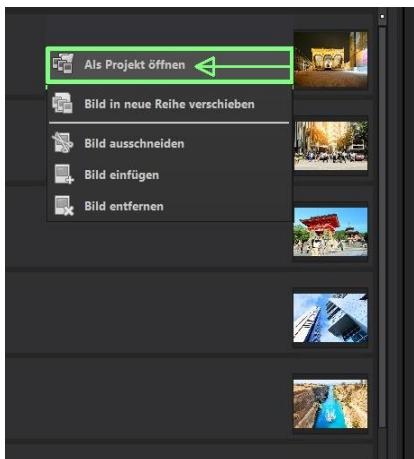 Als Projekt öffnen
Bild in neue Reihe verschieben
Bild ausschneiden
Bild einfügen
Bild entfernen